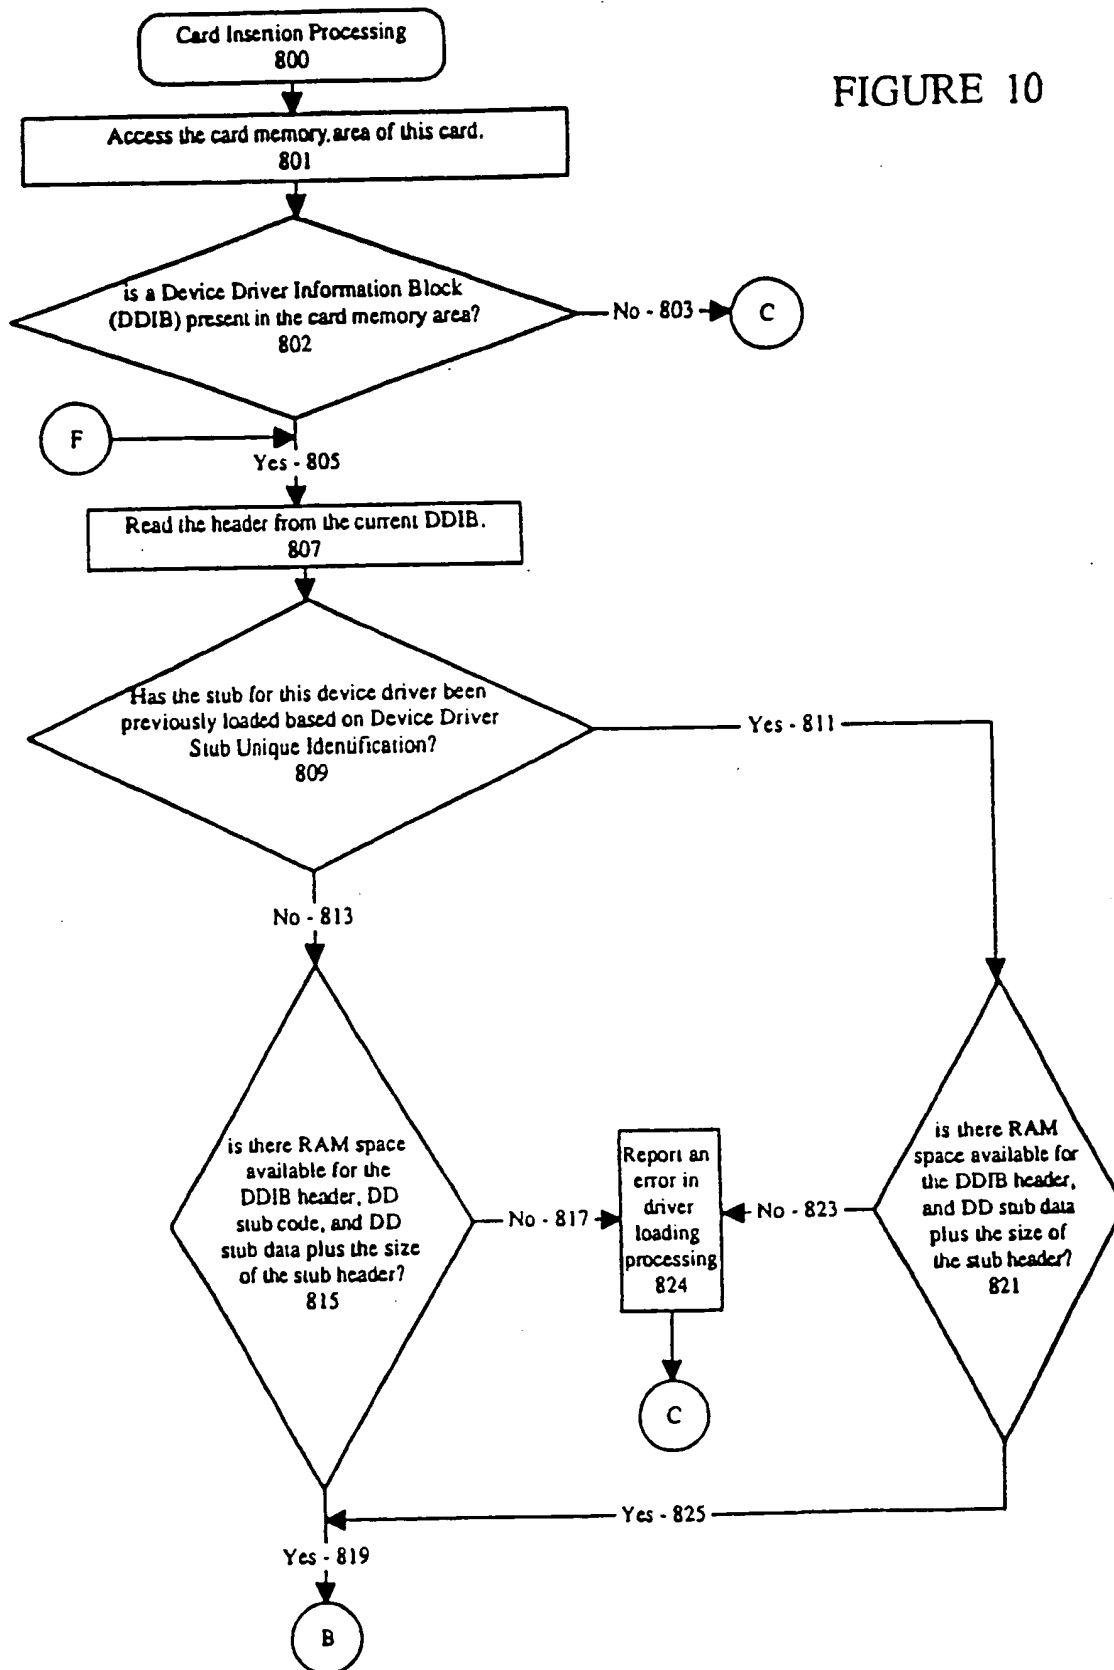 Card Insertion Processing
800
FIGURE 10
Access the card memory area of this card.
801
is a Device Driver Information Block
(DDIB) present in the card memory area?
802
No - 803
C
F
Yes - 805
Read the header from the current DDIB.
807
Has the stub for this device driver been
previously loaded based on Device Driver
Stub Unique Identification?
809
Yes - 811
No - 813
is there RAM space
available for the
DDIB header, DD
stub code, and DD
stub data plus the size
of the stub header?
815
No - 817
Report an
error in
driver
loading
processing
824
No - 823
is there RAM
space available for
the DDIB header,
and DD stub data
plus the size of
the stub header?
821
C
Yes - 825
Yes - 819
B